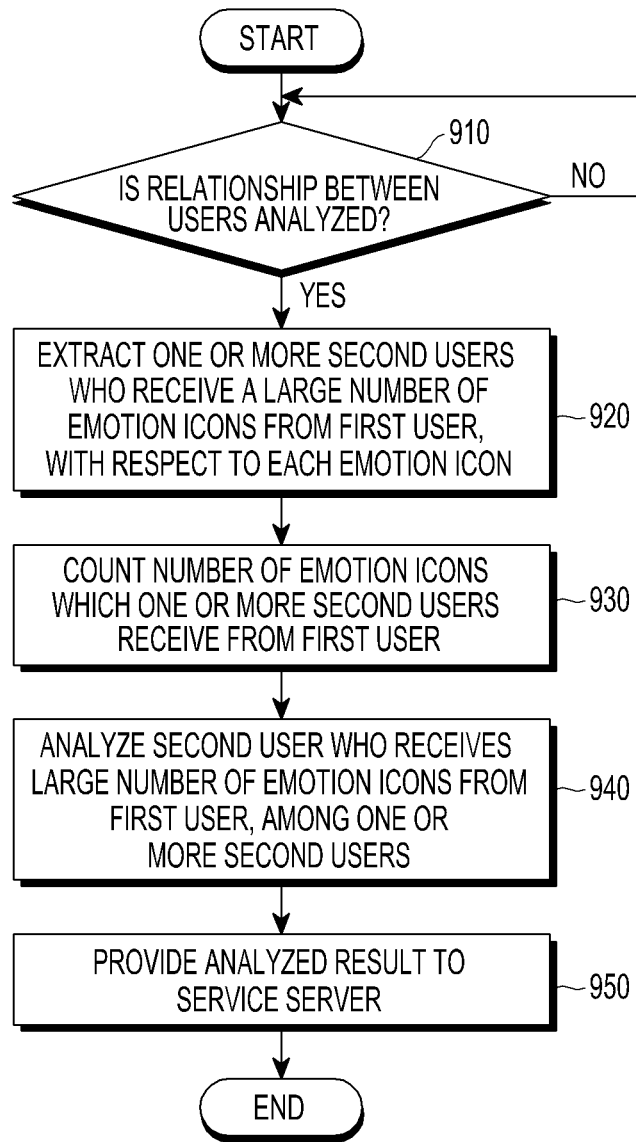 START
910
IS RELATIONSHIP BETWEEN
USERS ANALYZED?
NO
YES
EXTRACT ONE OR MORE SECOND USERS
WHO RECEIVE A LARGE NUMBER OF
EMOTION ICONS FROM FIRST USER,
WITH RESPECT TO EACH EMOTION ICON
920
COUNT NUMBER OF EMOTION ICONS
WHICH ONE OR MORE SECOND USERS
RECEIVE FROM FIRST USER
930
ANALYZE SECOND USER WHO RECEIVES
LARGE NUMBER OF EMOTION ICONS FROM
FIRST USER, AMONG ONE OR
MORE SECOND USERS
940
PROVIDE ANALYZED RESULT TO
SERVICE SERVER
950
END